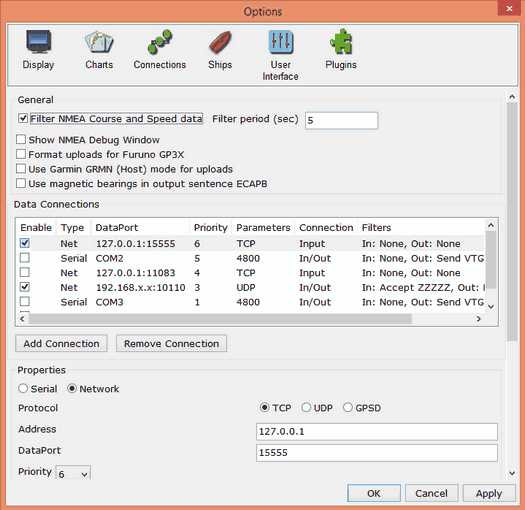 Options
Display Charts Connections Ships User Interface Plugins
General
Filter NMEA Course and Speed data Filter period (sec) 5
Show NMEA Debug Window
Format uploads for Furuno GP3X
Use Garmin GRMN (Host) mode for uploads
Use magnetic bearings in output sentence ECAPB
Data Connections
Enable Type DataPort Priority Parameters Connection Filters
Net 127.0.0.1:15555 6 TCP Input In: None, Out: None
Serial COM2 5 4800 In/Out In: None, Out: Send VTG
Net 127.0.0.1:11083 4 TCP Input In: None, Out: None
Net 192.168.x.x:10110 3 UDP In/Out In: Accept ZZZZZ, Out:
Serial COM3 1 4800 In/Out In: None, Out: Send VTG
Add Connection Remove Connection
Properties
Serial Network
Protocol TCP UDP GPSD
Address 127.0.0.1
DataPort 15555
Priority 6
OK Cancel Apply